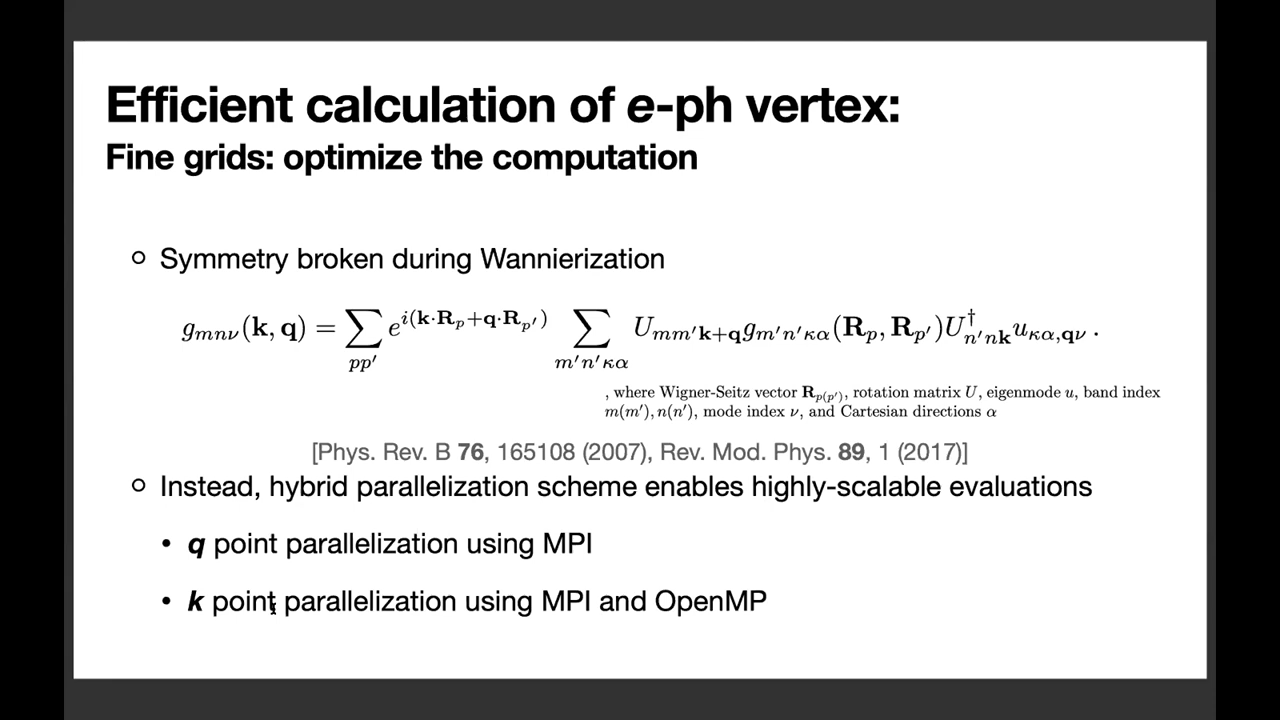 Efficient calculation of e-ph vertex:
Fine grids: optimize the computation
Symmetry broken during Wannierization
g_{mnν}(𝐤, 𝐪) = ∑_{pp′} e^{i(𝐤·𝐑_p+𝐪·𝐑_{p′})} ∑_{m′n′κα} U_{mm′𝐤+𝐪} g_{m′n′κα}(𝐑_p, 𝐑_{p′}) U†_{n′n𝐤} u_{κα,𝐪ν} .
, where Wigner-Seitz vector 𝐑_{p(p′)}, rotation matrix U, eigenmode u, band index
m(m′), n(n′), mode index ν, and Cartesian directions α
[Phys. Rev. B 76, 165108 (2007), Rev. Mod. Phys. 89, 1 (2017)]
Instead, hybrid parallelization scheme enables highly-scalable evaluations
• q point parallelization using MPI
• k point parallelization using MPI and OpenMP